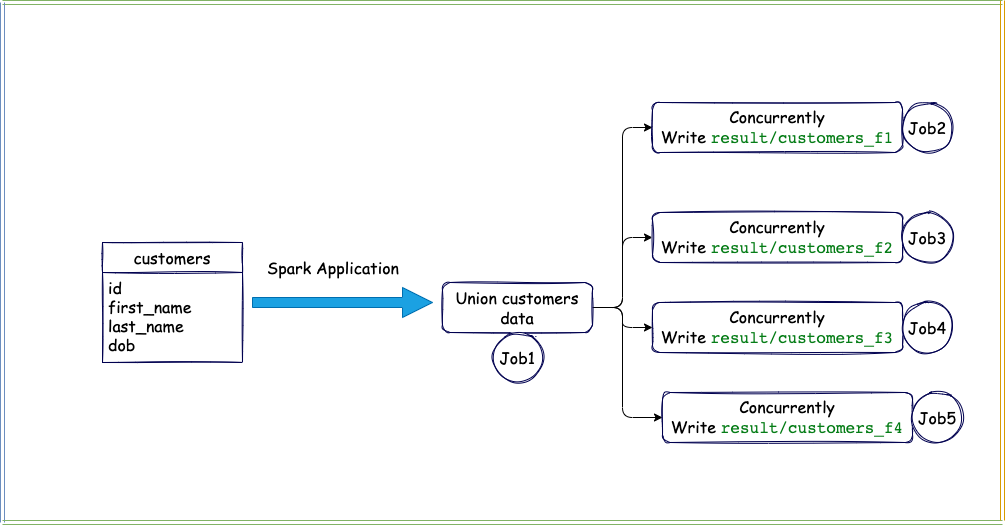 customers
id
first_name
last_name
dob
Spark Application
Union customers
data
Job1
Concurrently
Write result/customers_f1
Job2
Concurrently
Write result/customers_f2
Job3
Concurrently
Write result/customers_f3
Job4
Concurrently
Write result/customers_f4
Job5